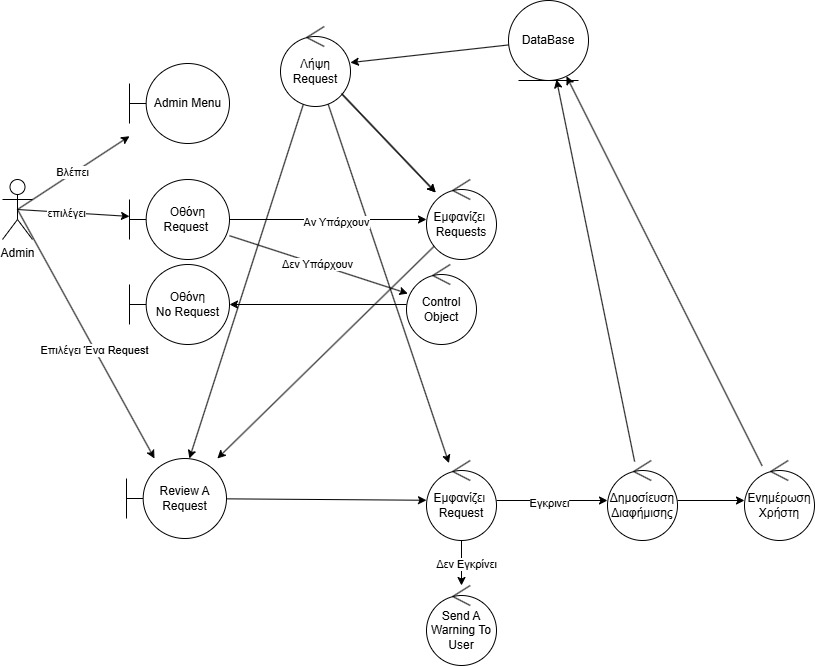 DataBase
Λήψη
Request
Admin Menu
Βλέπει
Οθόνη
Request
επιλέγει
Αν Υπάρχουν
Εμφανίζει
Requests
Admin
Δεν Υπάρχουν
Οθόνη
No Request
Control
Object
Επιλέγει Ένα Request
Review A
Request
Εμφανίζει
Request
Εγκρινει
Δημοσίευση
Διαφήμισης
Ενημέρωση
Χρήστη
Δεν Εγκρίνει
Send A
Warning To
User